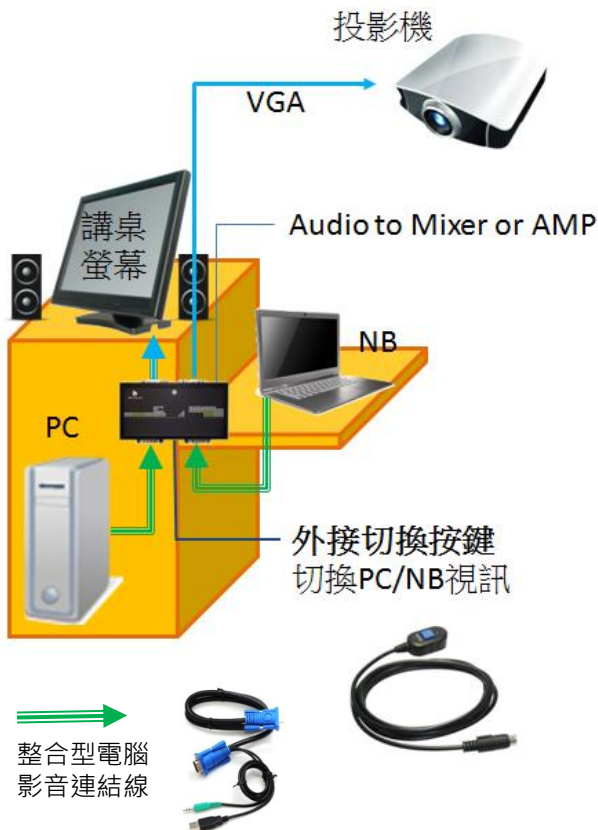 投影機
VGA
講桌
螢幕
Audio to Mixer or AMP
NB
PC
外接切換按鍵
切換PC/NB視訊
整合型電腦
影音連結線